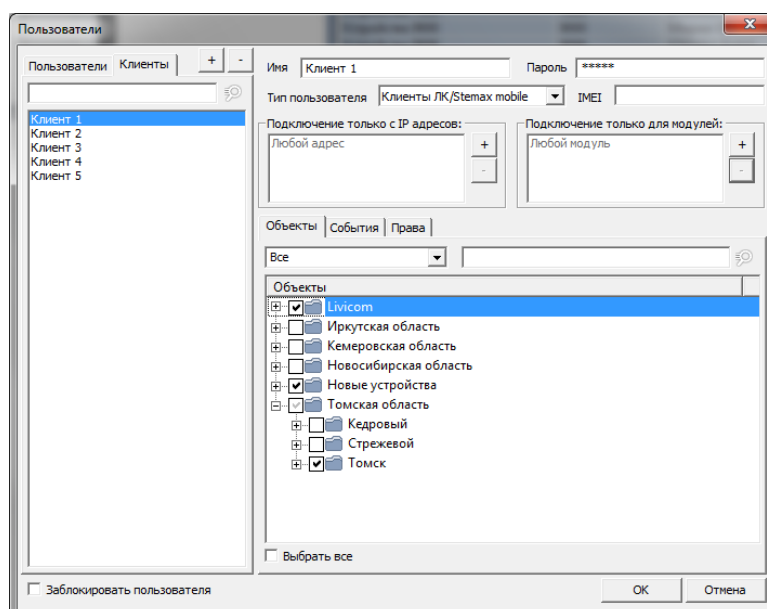 Пользователи
Пользователи Клиенты + -
Имя Клиент 1 Пароль *****
Тип пользователя Клиенты ЛК/Stemax mobile IMEI
Клиент 1
Клиент 2
Клиент 3
Клиент 4
Клиент 5
Подключение только с IP адресов: Подключение только для модулей:
Любой адрес + Любой модуль +
- -
Объекты События Права
Все
Объекты
Livicom
Иркутская область
Кемеровская область
Новосибирская область
Новые устройства
Томская область
Кедровый
Стрежевой
Томск
Выбрать все
Заблокировать пользователя OK Отмена